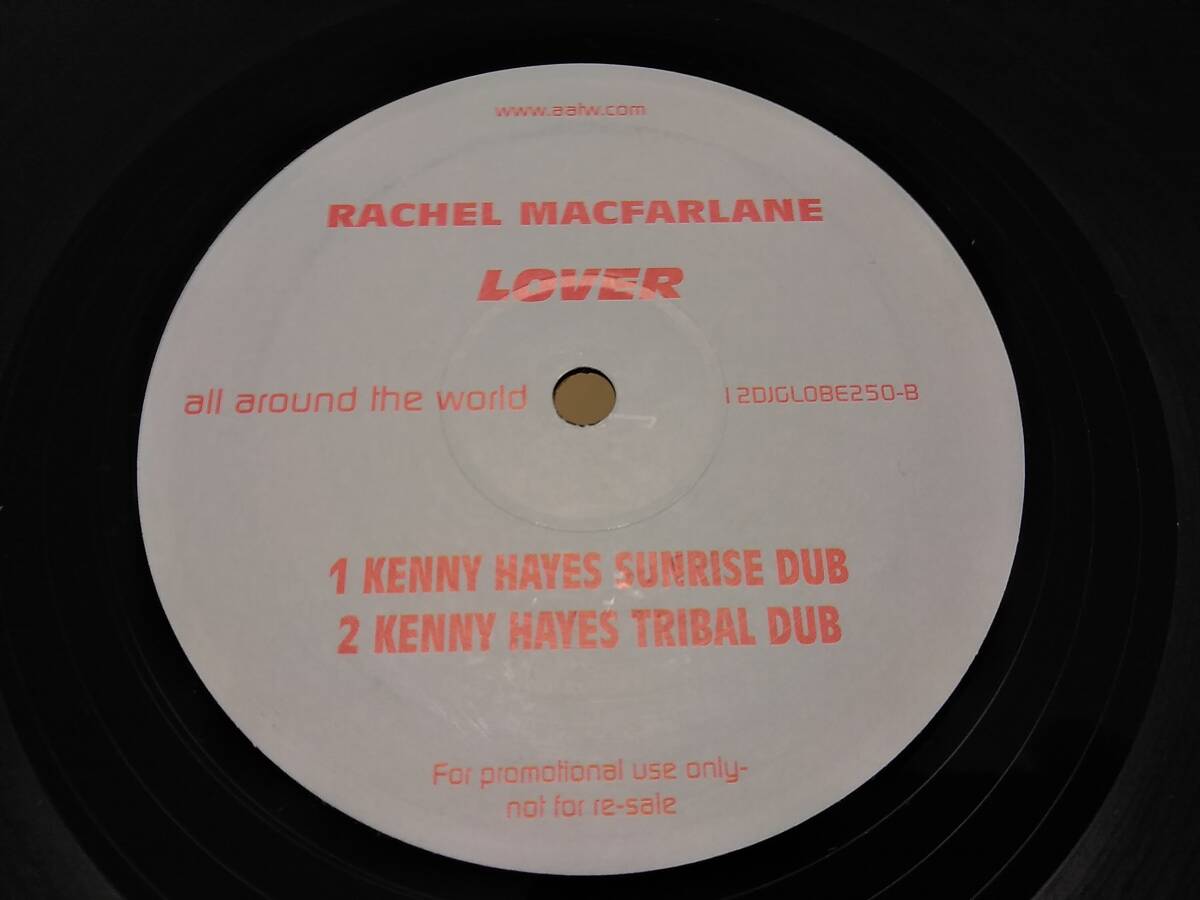 www.aatw.com
RACHEL MACFARLANE
LOVER
all around the world 12DJGLOBE250-B
1 KENNY HAYES SUNRISE DUB
2 KENNY HAYES TRIBAL DUB
For promotional use only-
not for re-sale